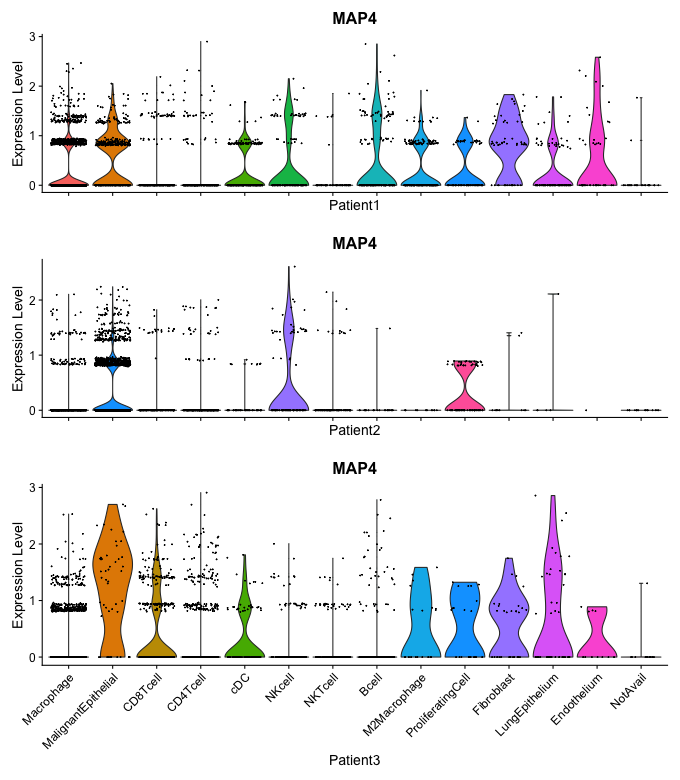 MAP4
Expression Level
3
2
1
0
Patient1
MAP4
Expression Level
2
1
0
Patient2
MAP4
Expression Level
3
2
1
0
Macrophage
MalignantEpithelial
CD8Tcell
CD4Tcell
cDC
NKcell
NKTcell
Bcell
M2Macrophage
ProliferatingCell
Fibroblast
LungEpithelium
Endothelium
NotAvail
Patient3